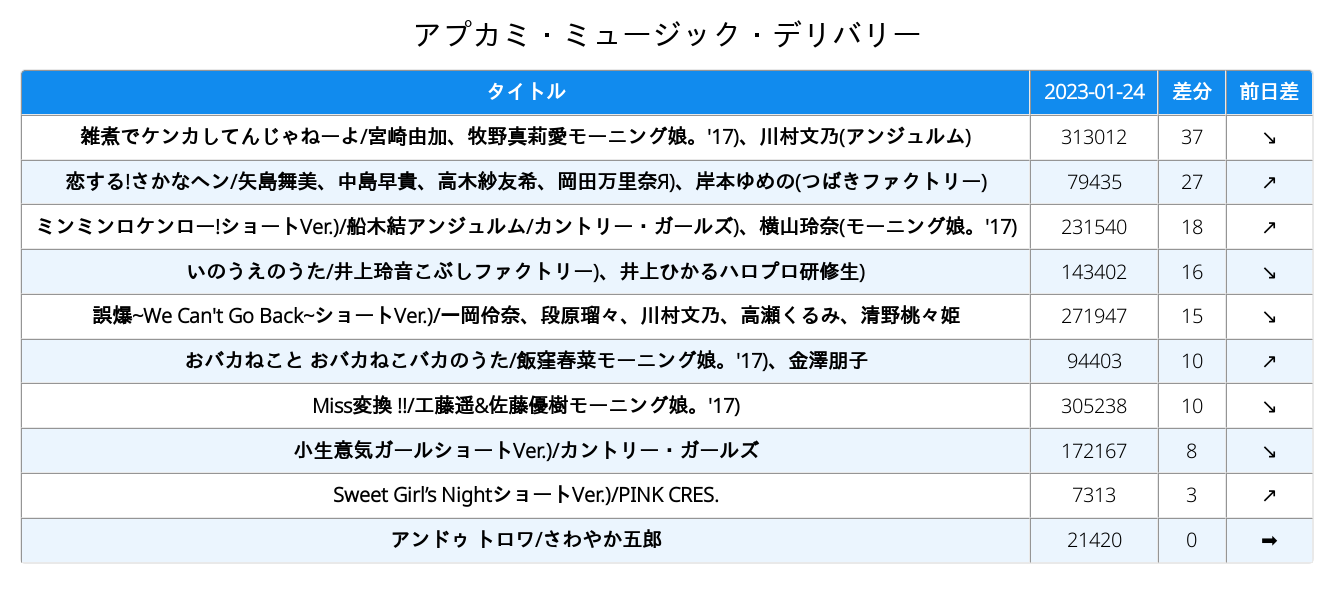 アプカミ・ミュージック・デリバリー
タイトル 2023-01-24 差分 前日差
雑煮でケンカしてんじゃねーよ/宮崎由加、牧野真莉愛モーニング娘。'17)、川村文乃(アンジュルム) 313012 37 ↘
恋する!さかなヘン/矢島舞美、中島早貴、高木紗友希、岡田万里奈Я)、岸本ゆめの(つばきファクトリー) 79435 27 ↗
ミンミンロケンロー!ショートVer.)/船木結アンジュルム/カントリー・ガールズ)、横山玲奈(モーニング娘。'17) 231540 18 ↗
いのうえのうた/井上玲音こぶしファクトリー)、井上ひかるハロプロ研修生) 143402 16 ↘
誤爆~We Can't Go Back~ショートVer.)/一岡伶奈、段原瑠々、川村文乃、高瀬くるみ、清野桃々姫 271947 15 ↘
おバカねこと おバカねこバカのうた/飯窪春菜モーニング娘。'17)、金澤朋子 94403 10 ↗
Miss変換 !!/工藤遥&佐藤優樹モーニング娘。'17) 305238 10 ↘
小生意気ガールショートVer.)/カントリー・ガールズ 172167 8 ↘
Sweet Girl’s NightショートVer.)/PINK CRES. 7313 3 ↗
アンドゥ トロワ/さわやか五郎 21420 0 ➡